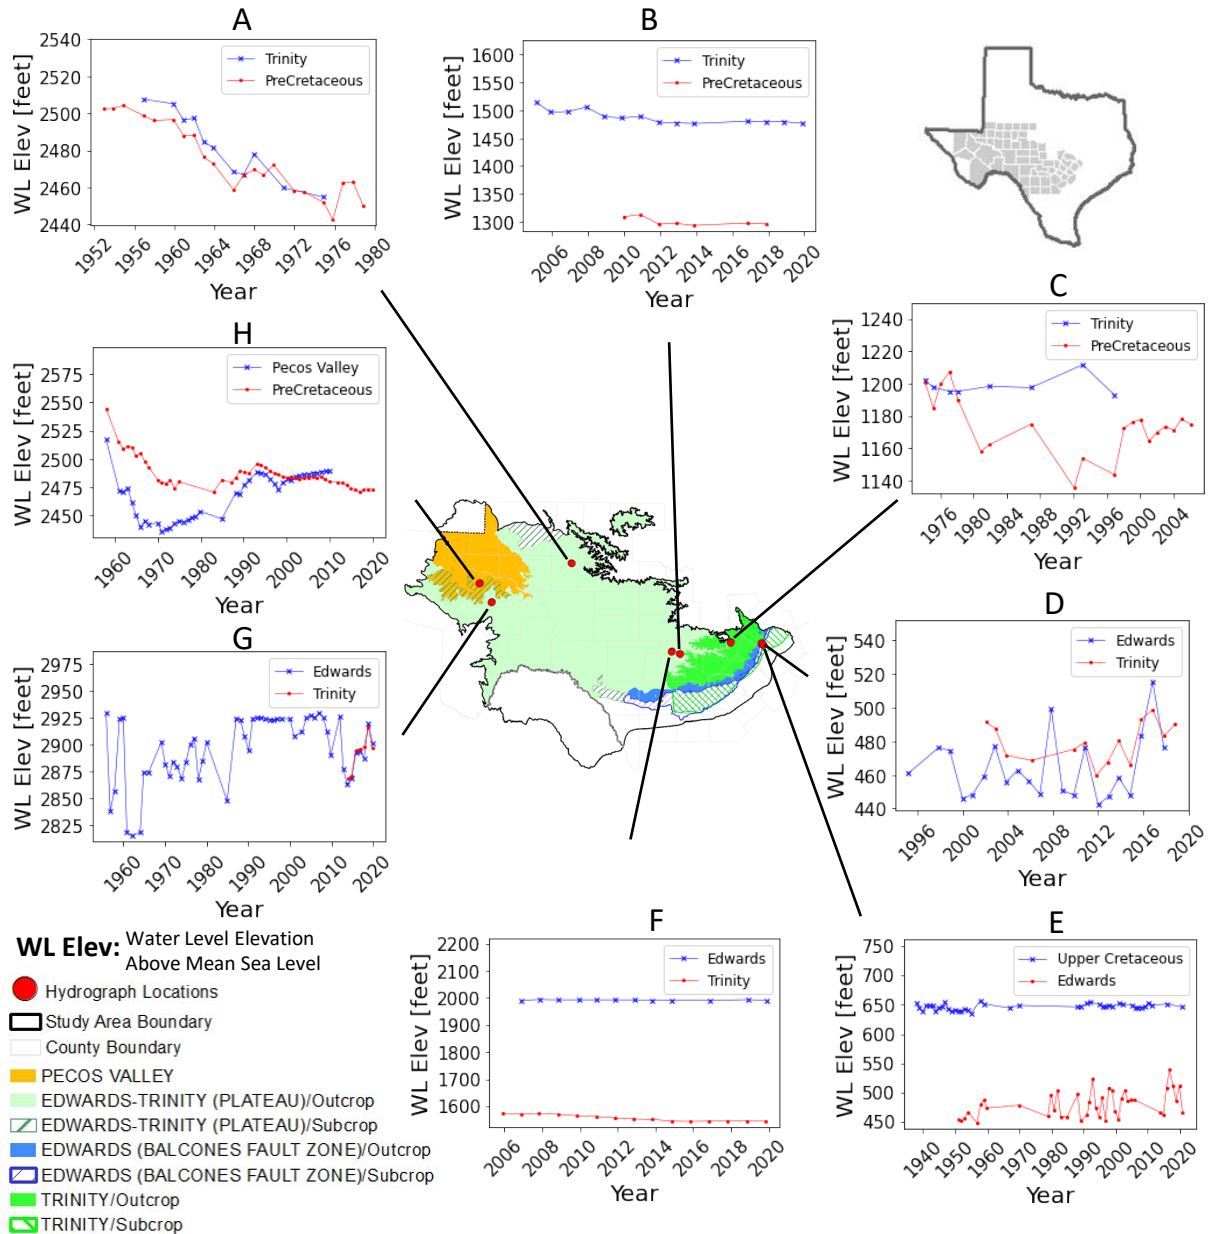 A
WL Elev [feet]
2540
2520
2500
2480
2460
2440
Trinity
PreCretaceous
1952
1956
1960
1964
1968
1972
1976
1980
Year
B
WL Elev [feet]
1600
1550
1500
1450
1400
1350
1300
Trinity
PreCretaceous
2006
2008
2010
2012
2014
2016
2018
2020
Year
C
WL Elev [feet]
1240
1220
1200
1180
1160
1140
Trinity
PreCretaceous
1976
1980
1984
1988
1992
1996
2000
2004
Year
H
WL Elev [feet]
2575
2550
2525
2500
2475
2450
Pecos Valley
PreCretaceous
1960
1970
1980
1990
2000
2010
2020
Year
D
WL Elev [feet]
540
520
500
480
460
440
Edwards
Trinity
1996
2000
2004
2008
2012
2016
2020
Year
G
WL Elev [feet]
2975
2950
2925
2900
2875
2850
2825
Edwards
Trinity
1960
1970
1980
1990
2000
2010
2020
Year
F
WL Elev [feet]
2200
2100
2000
1900
1800
1700
1600
Edwards
Trinity
2006
2008
2010
2012
2014
2016
2018
2020
Year
E
WL Elev [feet]
750
700
650
600
550
500
450
Upper Cretaceous
Edwards
1940
1950
1960
1970
1980
1990
2000
2010
2020
Year
WL Elev: Water Level Elevation
Above Mean Sea Level
Hydrograph Locations
Study Area Boundary
County Boundary
PECOS VALLEY
EDWARDS-TRINITY (PLATEAU)/Outcrop
EDWARDS-TRINITY (PLATEAU)/Subcrop
EDWARDS (BALCONES FAULT ZONE)/Outcrop
EDWARDS (BALCONES FAULT ZONE)/Subcrop
TRINITY/Outcrop
TRINITY/Subcrop